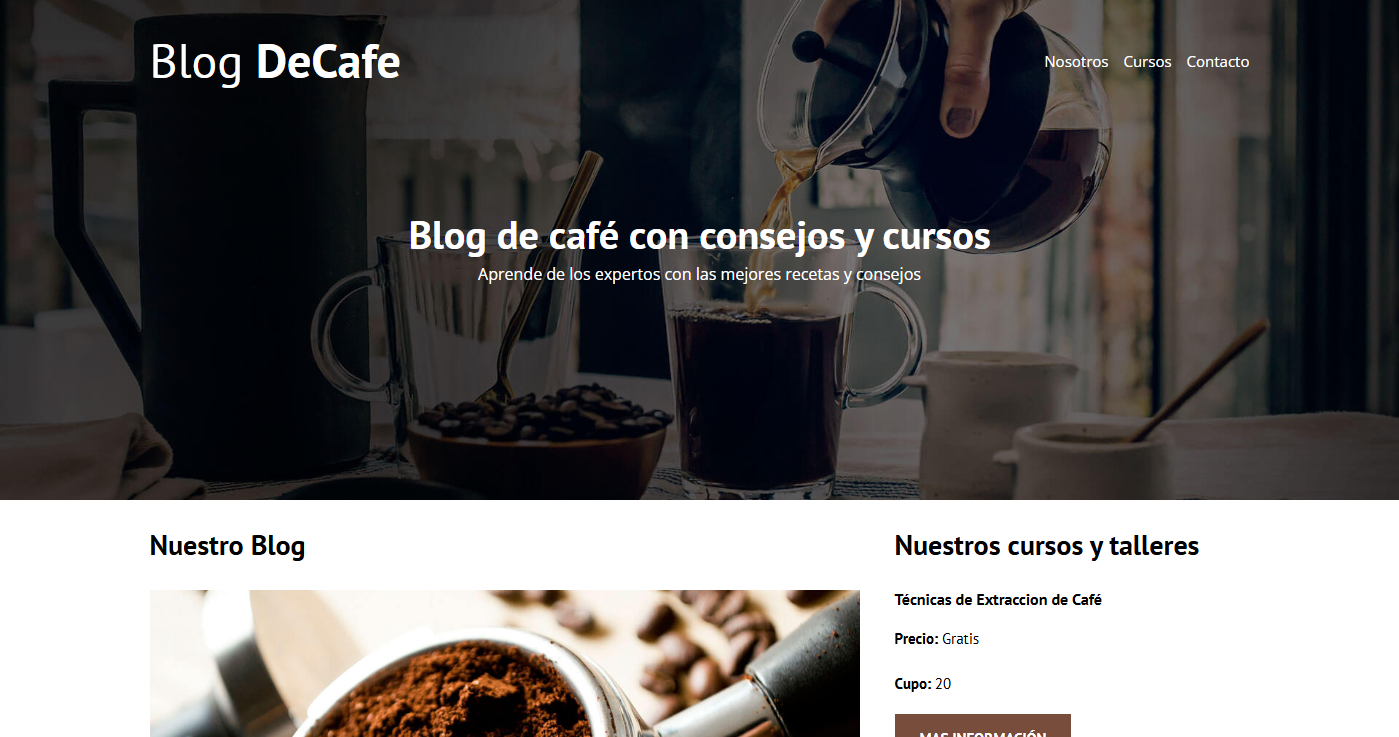 Blog DeCafe
Nosotros Cursos Contacto
Blog de café con consejos y cursos
Aprende de los expertos con las mejores recetas y consejos
Nuestro Blog
Nuestros cursos y talleres
Técnicas de Extraccion de Café
Precio: Gratis
Cupo: 20
MAS INFORMACIÓN